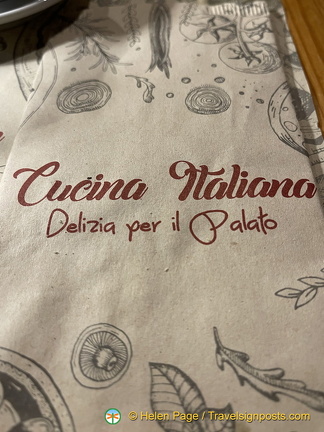 Cucina Italiana
Delizia per il Palato
© Helen Page / Travelsignposts.com